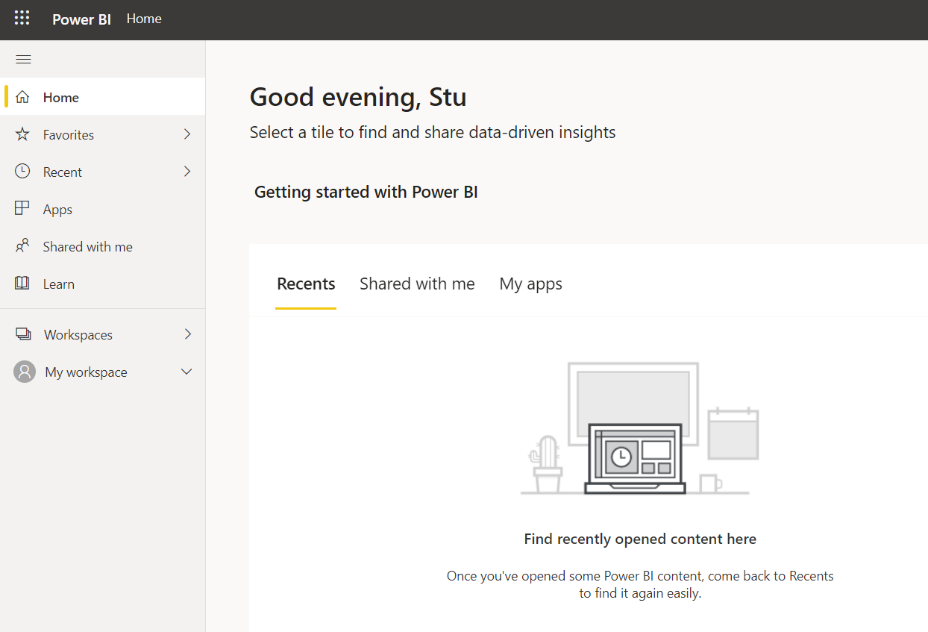 Power BI Home
Home
Favorites
Recent
Apps
Shared with me
Learn
Workspaces
My workspace
Good evening, Stu
Select a tile to find and share data-driven insights
Getting started with Power BI
Recents Shared with me My apps
Find recently opened content here
Once you've opened some Power BI content, come back to Recents
to find it again easily.